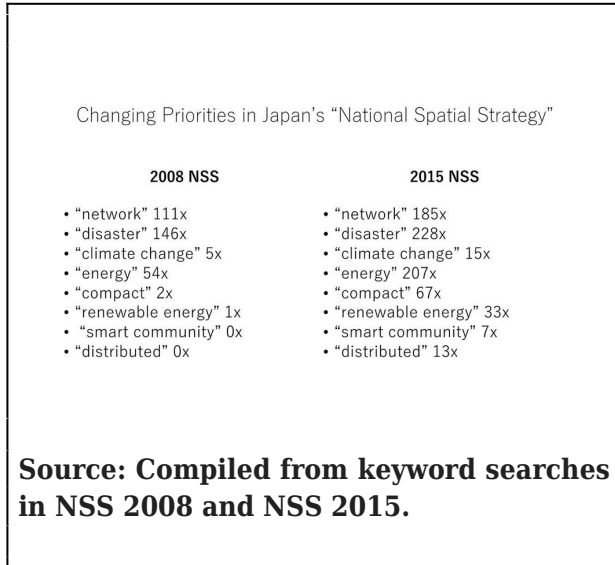 Changing Priorities in Japan’s “National Spatial Strategy”
2008 NSS
• “network” 111x
• “disaster” 146x
• “climate change” 5x
• “energy” 54x
• “compact” 2x
• “renewable energy” 1x
• “smart community” 0x
• “distributed” 0x
2015 NSS
• “network” 185x
• “disaster” 228x
• “climate change” 15x
• “energy” 207x
• “compact” 67x
• “renewable energy” 33x
• “smart community” 7x
• “distributed” 13x
Source: Compiled from keyword searches
in NSS 2008 and NSS 2015.